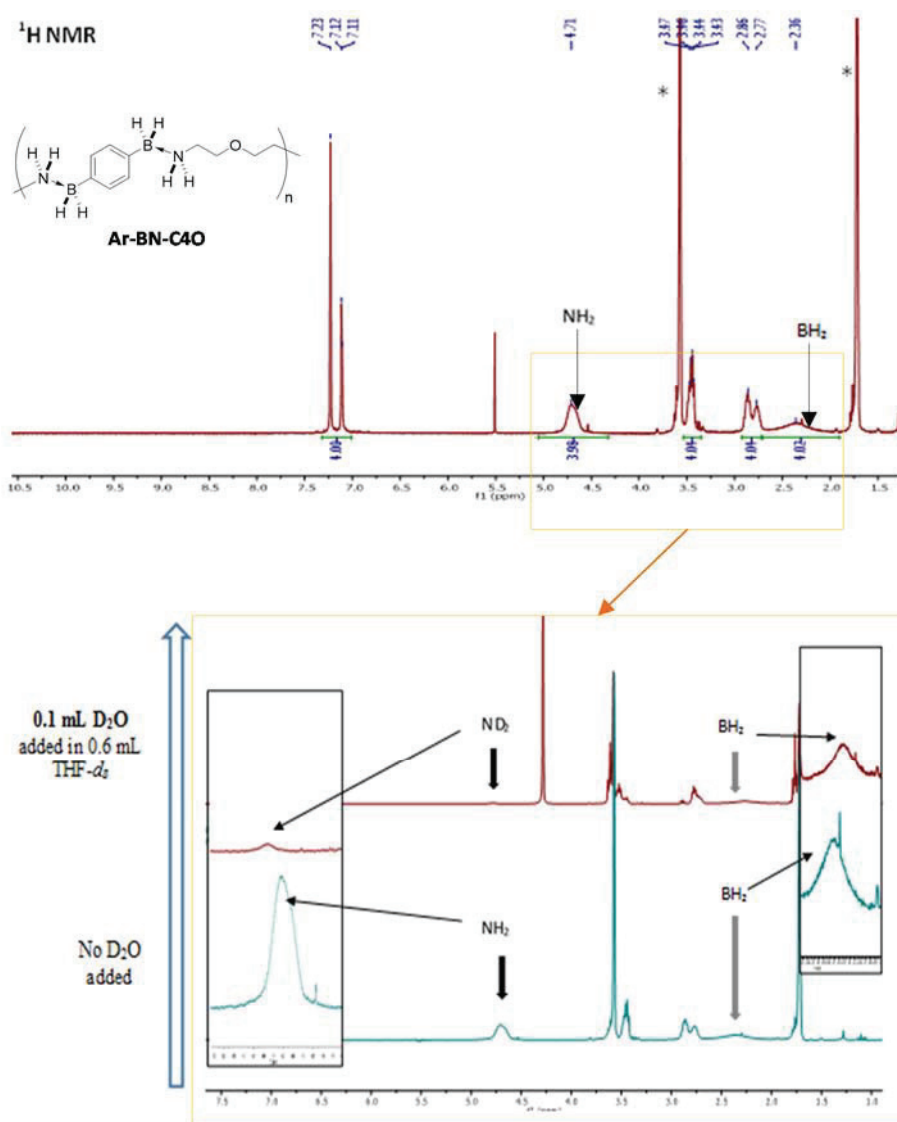 ¹H NMR
7.23
7.12
7.11
4.71
3.47
3.44
3.43
2.86
2.77
2.36
*
*
H H
B
N
H H
O
H H
N
B
H H
n
Ar-BN-C4O
NH₂
BH₂
4.00
3.98
4.04
4.04
4.02
10.5 10.0 9.5 9.0 8.5 8.0 7.5 7.0 6.5 6.0 5.5 5.0 4.5 4.0 3.5 3.0 2.5 2.0 1.5
f1 (ppm)
0.1 mL D₂O
added in 0.6 mL
THF-d₈
ND₂
BH₂
No D₂O
added
NH₂
BH₂
7.5 7.0 6.5 6.0 5.5 5.0 4.5 4.0 3.5 3.0 2.5 2.0 1.5 1.0